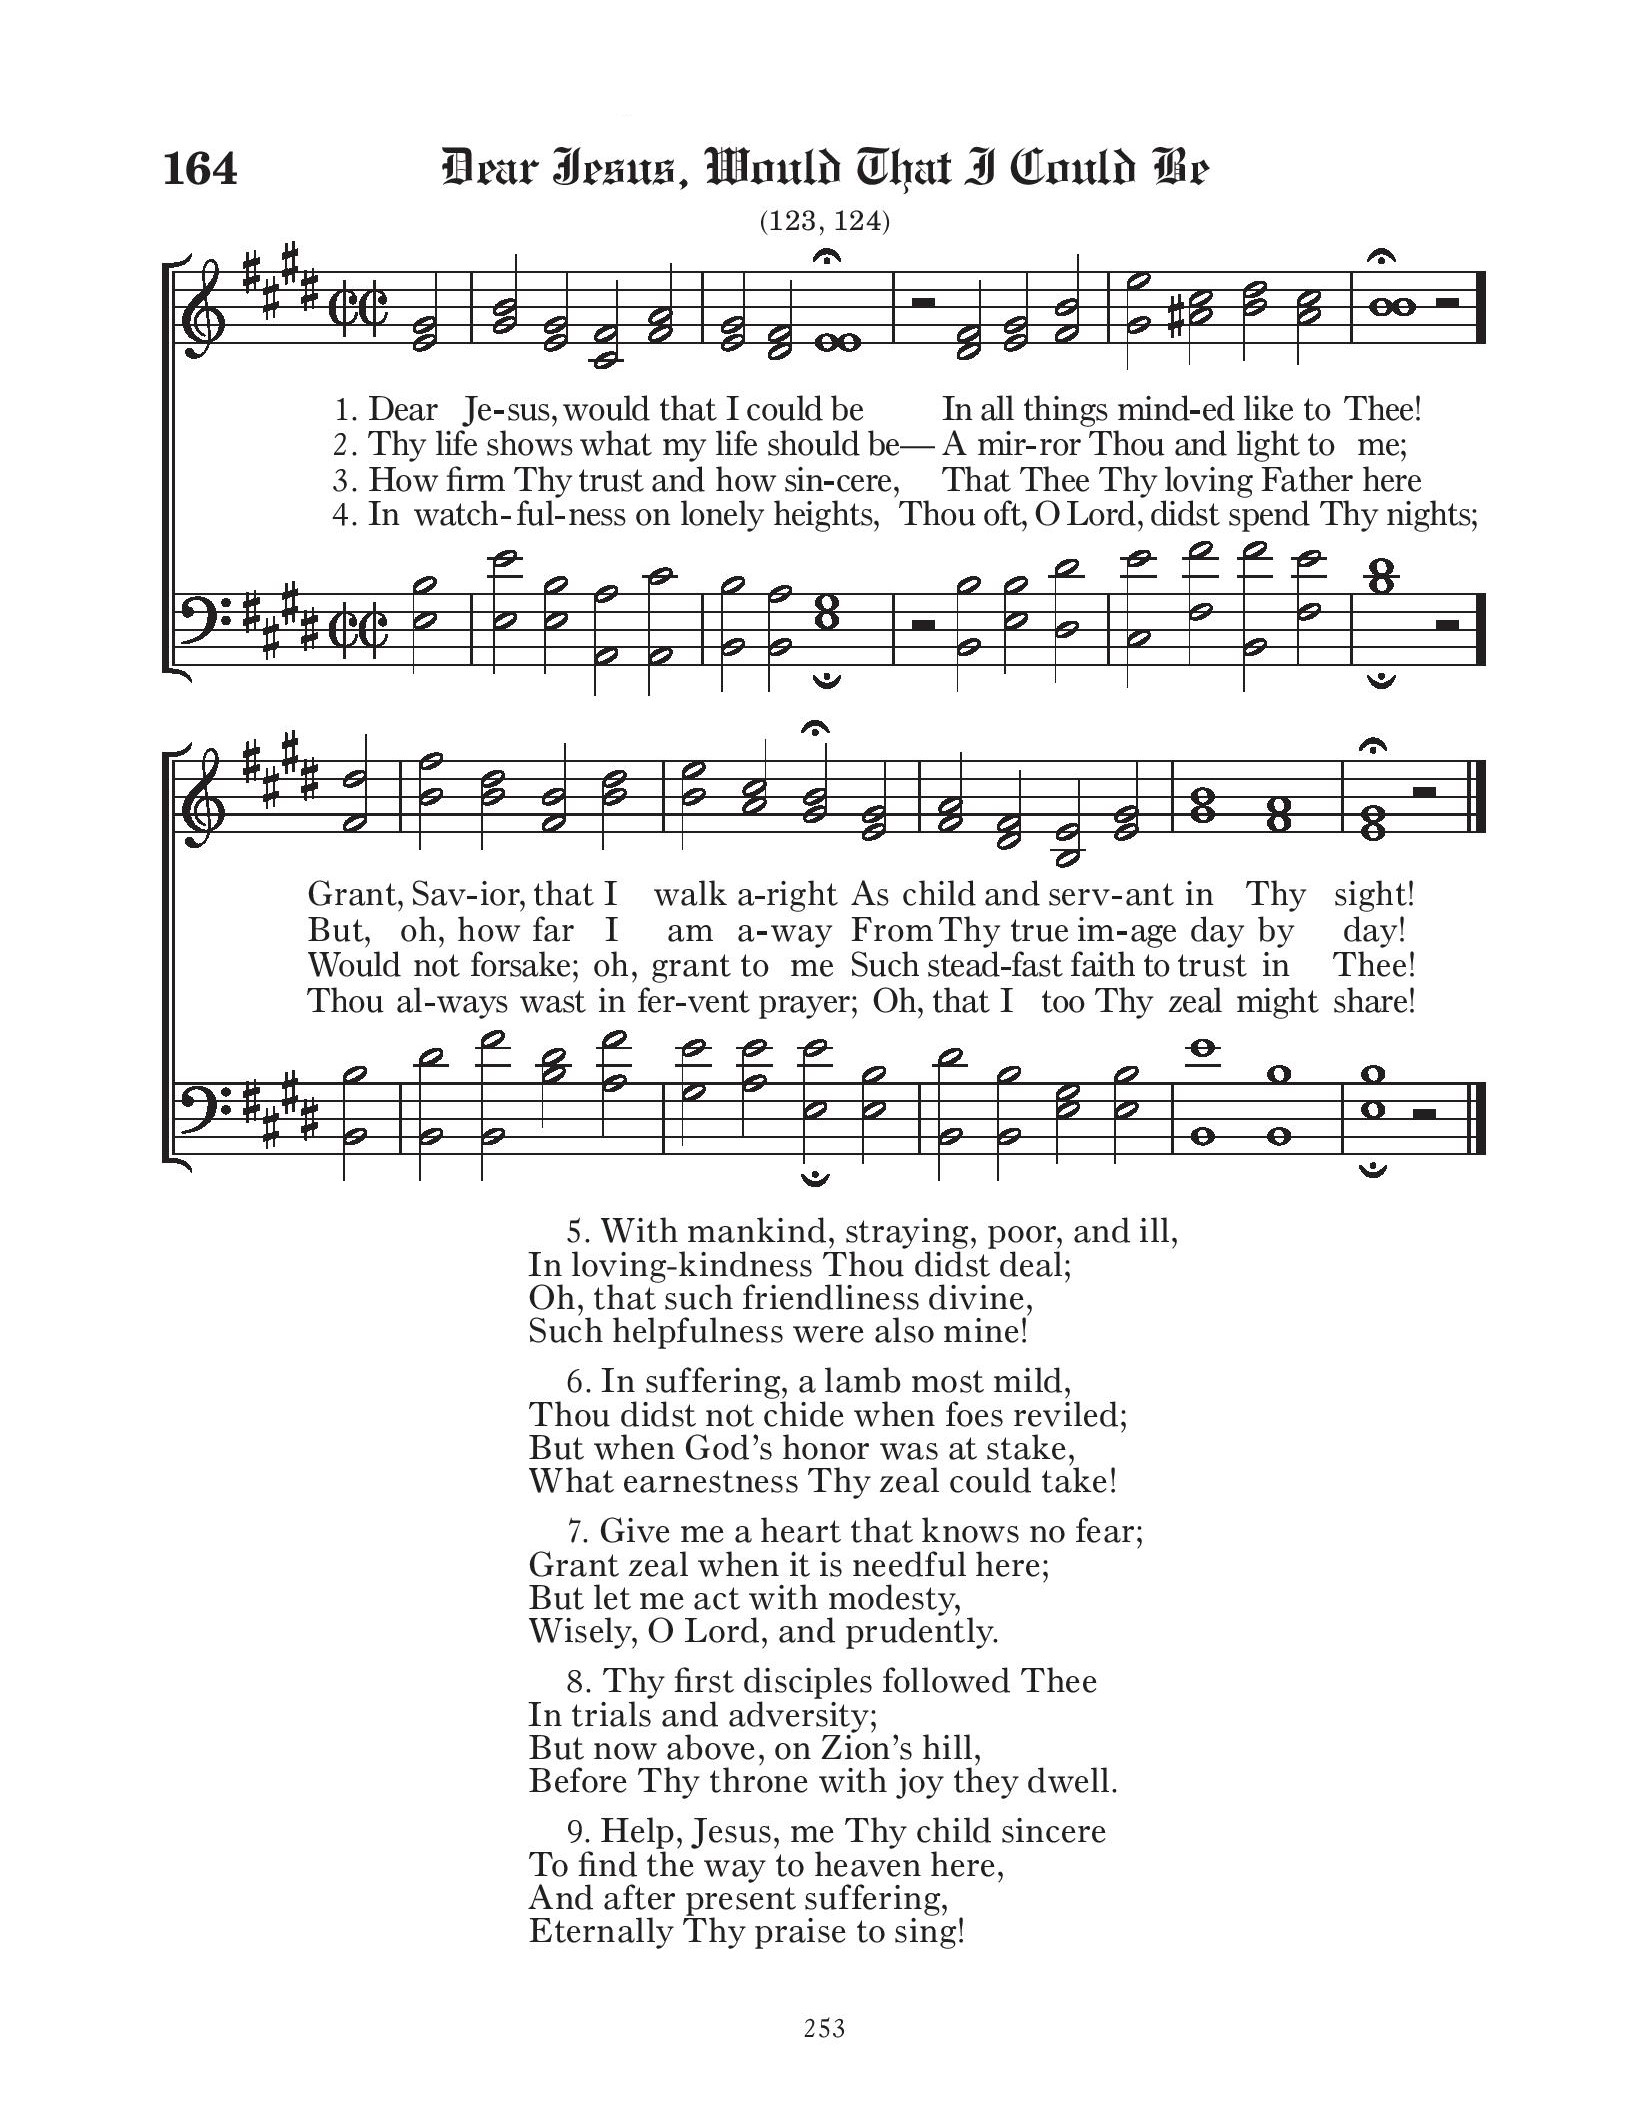 164 Dear Jesus, Would That I Could Be
(123, 124)
1. Dear Je-sus, would that I could be In all things mind-ed like to Thee!
2. Thy life shows what my life should be— A mir-ror Thou and light to me;
3. How firm Thy trust and how sin-cere, That Thee Thy loving Father here
4. In watch-ful-ness on lonely heights, Thou oft, O Lord, didst spend Thy nights;
Grant, Sav-ior, that I walk a-right As child and serv-ant in Thy sight!
But, oh, how far I am a-way From Thy true im-age day by day!
Would not forsake; oh, grant to me Such stead-fast faith to trust in Thee!
Thou al-ways wast in fer-vent prayer; Oh, that I too Thy zeal might share!
5. With mankind, straying, poor, and ill,
In loving-kindness Thou didst deal;
Oh, that such friendliness divine,
Such helpfulness were also mine!
6. In suffering, a lamb most mild,
Thou didst not chide when foes reviled;
But when God's honor was at stake,
What earnestness Thy zeal could take!
7. Give me a heart that knows no fear;
Grant zeal when it is needful here;
But let me act with modesty,
Wisely, O Lord, and prudently.
8. Thy first disciples followed Thee
In trials and adversity;
But now above, on Zion's hill,
Before Thy throne with joy they dwell.
9. Help, Jesus, me Thy child sincere
To find the way to heaven here,
And after present suffering,
Eternally Thy praise to sing!
253